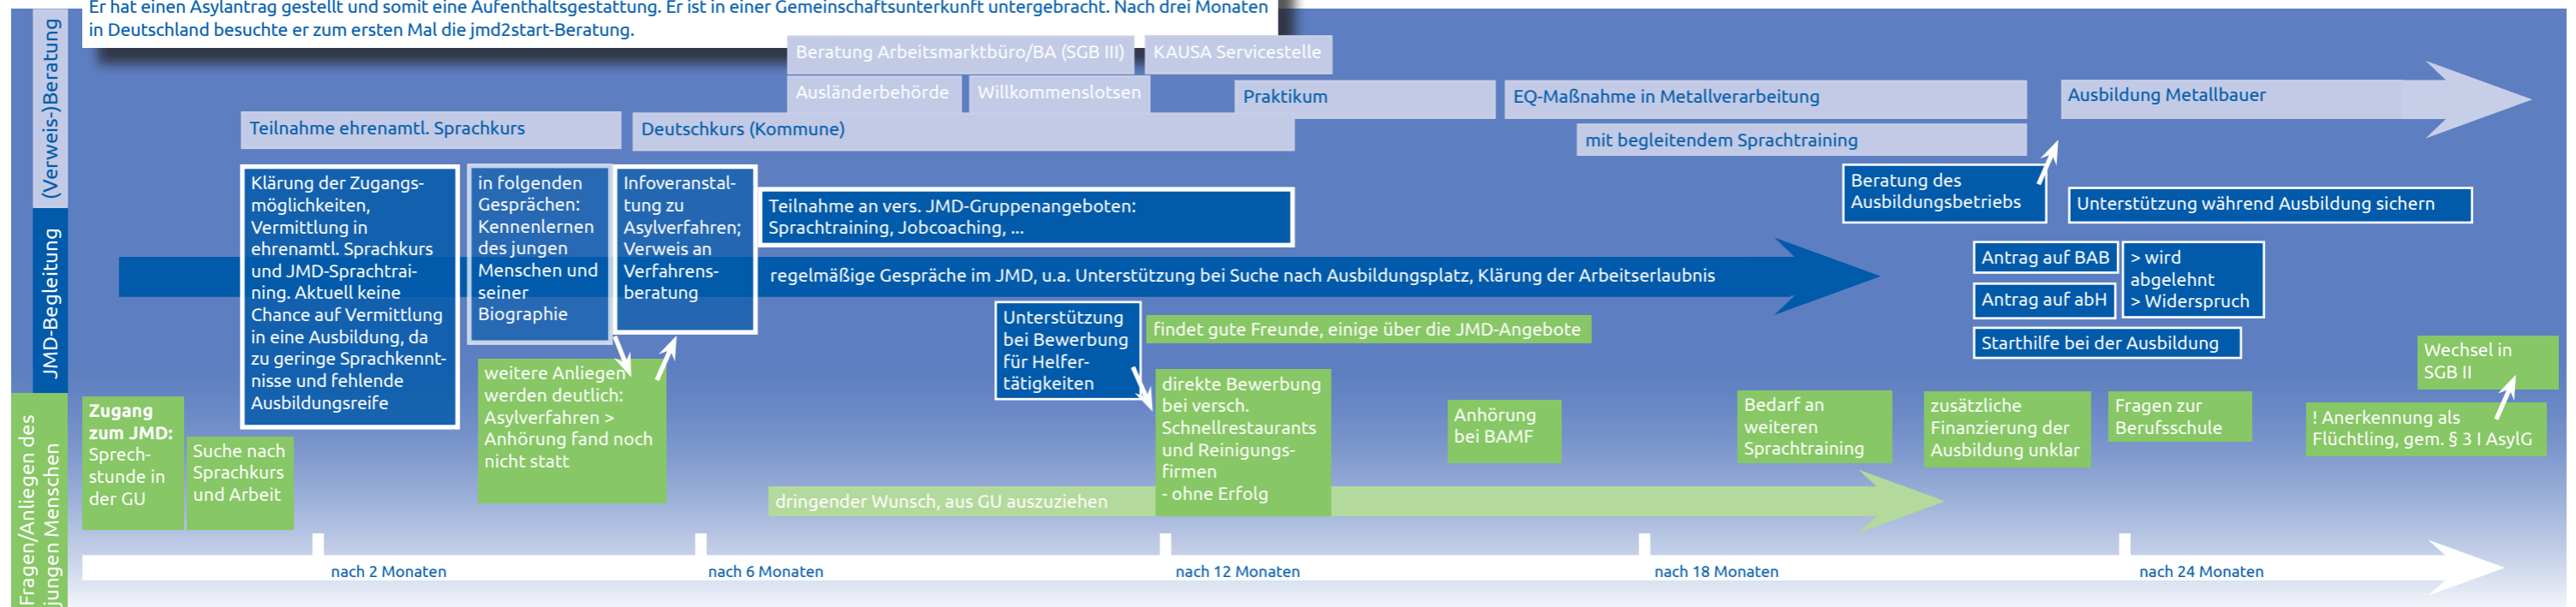 Er hat einen Asylantrag gestellt und somit eine Aufenthaltsgestattung. Er ist in einer Gemeinschaftsunterkunft untergebracht. Nach drei Monaten
in Deutschland besuchte er zum ersten Mal die jmd2start-Beratung.
(Verweis-)Beratung
Beratung Arbeitsmarktbüro/BA (SGB III)
KAUSA Servicestelle
Ausländerbehörde
Willkommenslotsen
Praktikum
EQ-Maßnahme in Metallverarbeitung
Ausbildung Metallbauer
Teilnahme ehrenamtl. Sprachkurs
Deutschkurs (Kommune)
mit begleitendem Sprachtraining
JMD-Begleitung
Klärung der Zugangs-
möglichkeiten,
Vermittlung in
ehrenamtl. Sprachkurs
und JMD-Sprachtrai-
ning. Aktuell keine
Chance auf Vermittlung
in eine Ausbildung, da
zu geringe Sprachkennt-
nisse und fehlende
Ausbildungsreife
in folgenden
Gesprächen:
Kennenlernen
des jungen
Menschen und
seiner
Biographie
Infoveranstal-
tung zu
Asylverfahren;
Verweis an
Verfahrens-
beratung
Teilnahme an vers. JMD-Gruppenangeboten:
Sprachtraining, Jobcoaching, ...
regelmäßige Gespräche im JMD, u.a. Unterstützung bei Suche nach Ausbildungsplatz, Klärung der Arbeitserlaubnis
Unterstützung
bei Bewerbung
für Helfer-
tätigkeiten
Beratung des
Ausbildungsbetriebs
Unterstützung während Ausbildung sichern
Antrag auf BAB
Antrag auf abH
> wird
abgelehnt
> Widerspruch
Starthilfe bei der Ausbildung
Fragen/Anliegen des
jungen Menschen
Zugang
zum JMD:
Sprech-
stunde in
der GU
Suche nach
Sprachkurs
und Arbeit
weitere Anliegen
werden deutlich:
Asylverfahren >
Anhörung fand noch
nicht statt
findet gute Freunde, einige über die JMD-Angebote
direkte Bewerbung
bei versch.
Schnellrestaurants
und Reinigungs-
firmen
- ohne Erfolg
dringender Wunsch, aus GU auszuziehen
Anhörung
bei BAMF
Bedarf an
weiteren
Sprachtraining
zusätzliche
Finanzierung der
Ausbildung unklar
Fragen zur
Berufsschule
! Anerkennung als
Flüchtling, gem. § 3 I AsylG
Wechsel in
SGB II
nach 2 Monaten
nach 6 Monaten
nach 12 Monaten
nach 18 Monaten
nach 24 Monaten